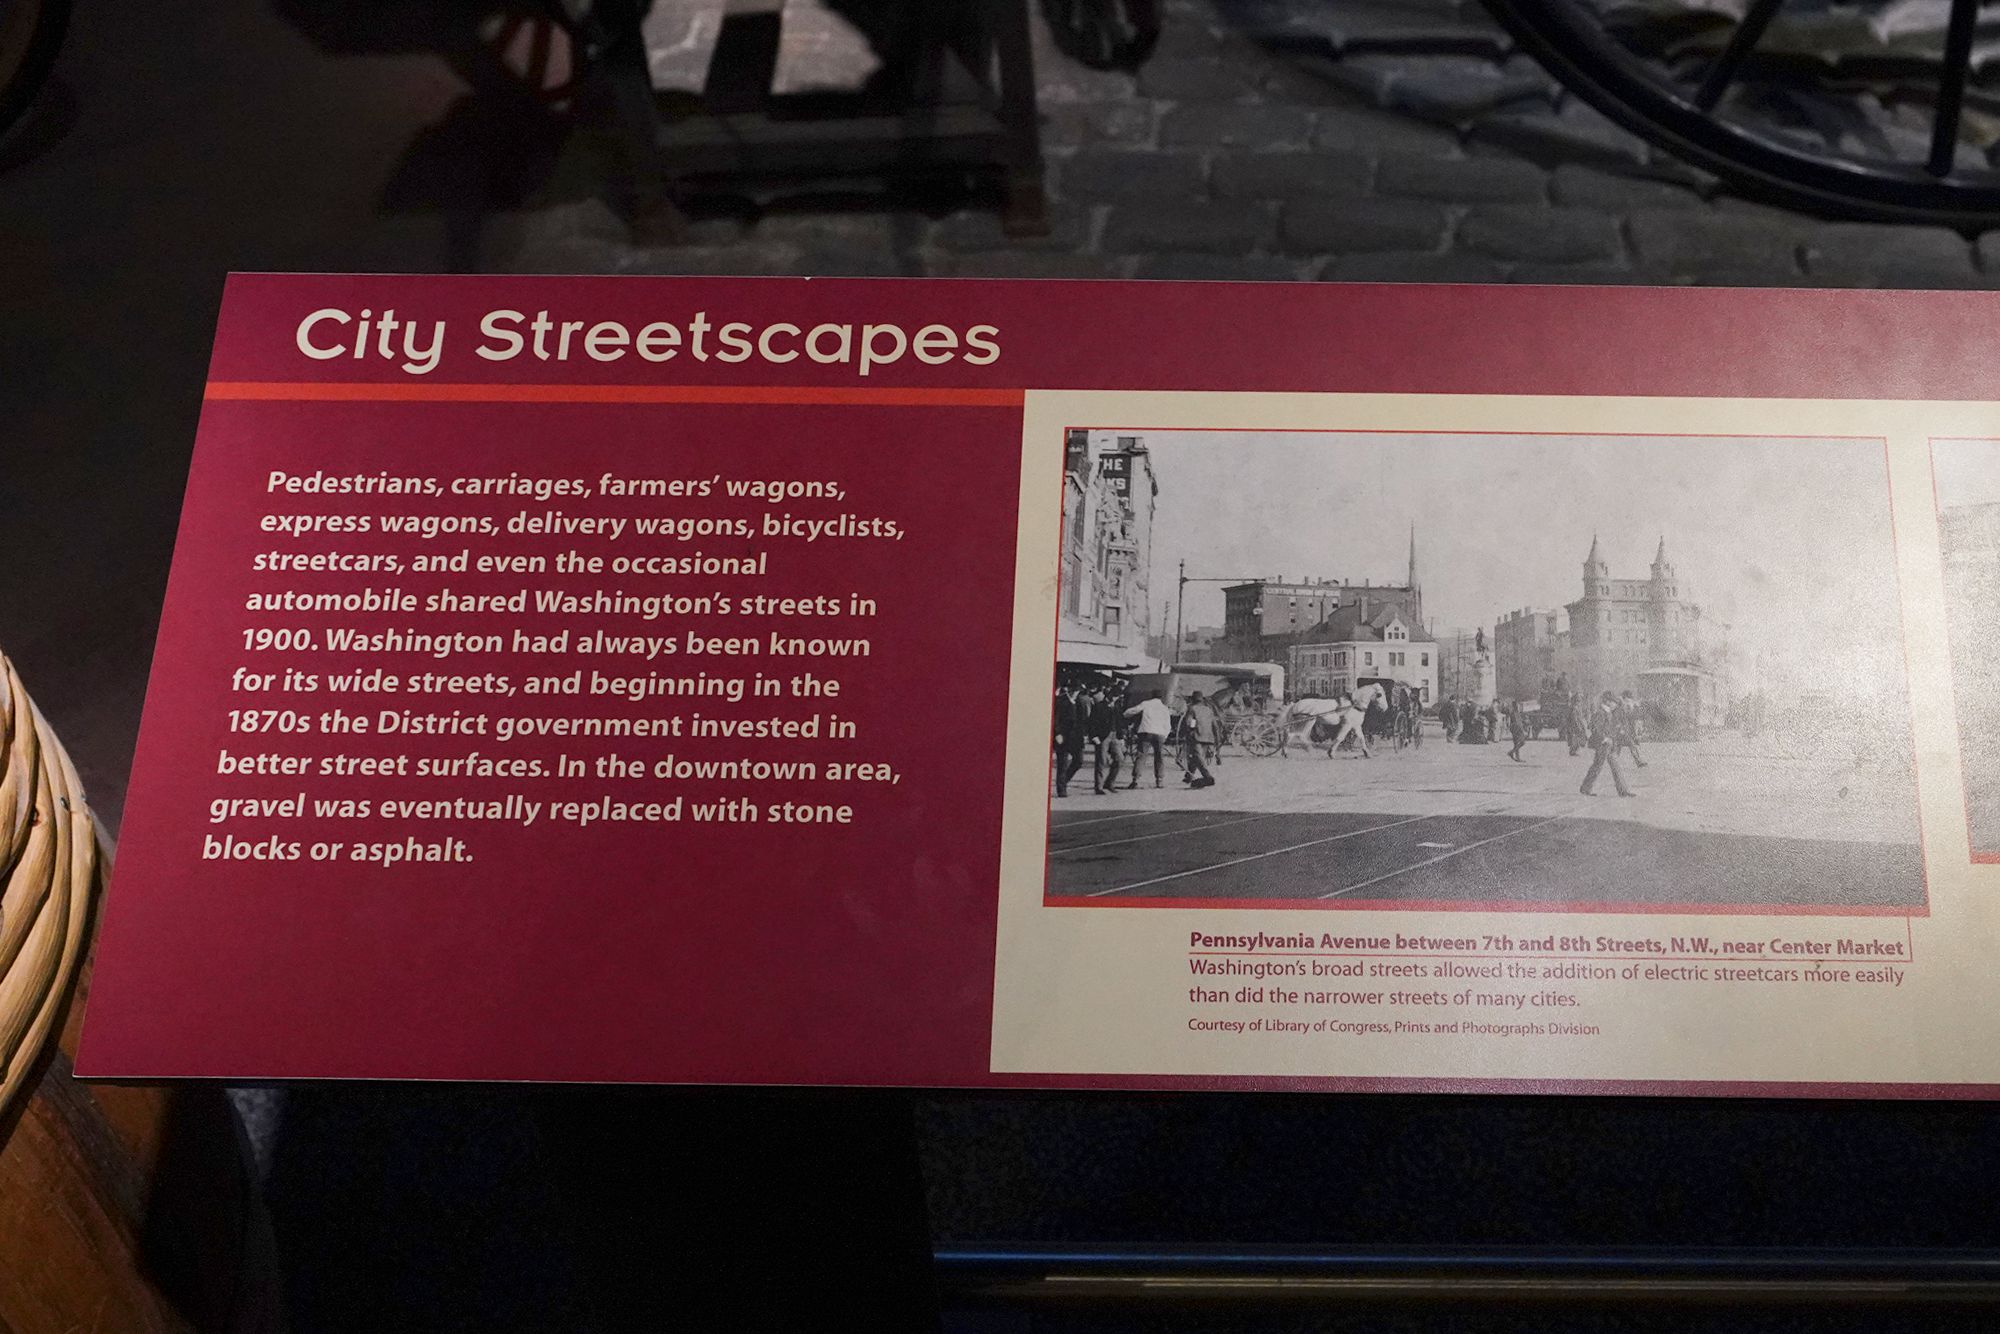 City Streetscapes
Pedestrians, carriages, farmers’ wagons,
express wagons, delivery wagons, bicyclists,
streetcars, and even the occasional
automobile shared Washington’s streets in
1900. Washington had always been known
for its wide streets, and beginning in the
1870s the District government invested in
better street surfaces. In the downtown area,
gravel was eventually replaced with stone
blocks or asphalt.
Pennsylvania Avenue between 7th and 8th Streets, N.W., near Center Market
Washington’s broad streets allowed the addition of electric streetcars more easily
than did the narrower streets of many cities.
Courtesy of Library of Congress, Prints and Photographs Division